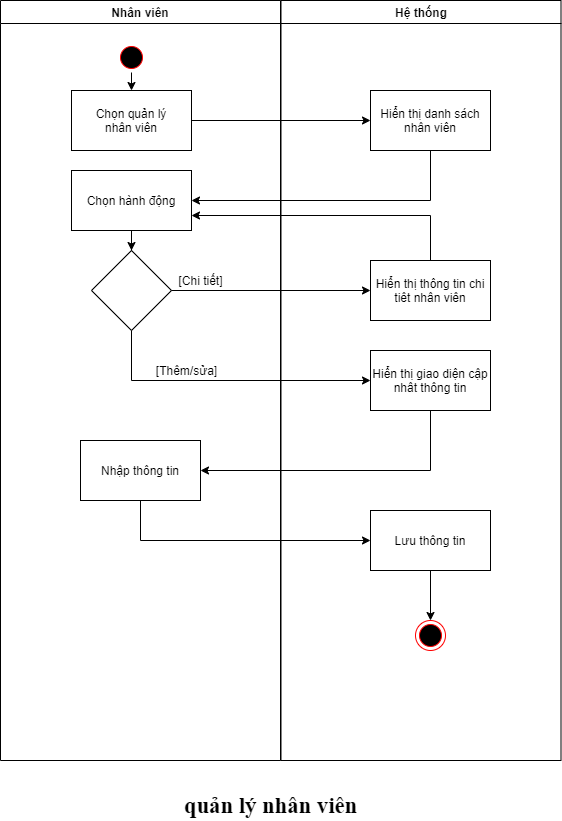 Nhân viên
Hệ thống
Chọn quản lý
nhân viên
Hiển thị danh sách
nhân viên
Chọn hành động
[Chi tiết]
Hiển thị thông tin chi
tiêt nhân viên
[Thêm/sửa]
Hiển thị giao diện cập
nhât thông tin
Nhập thông tin
Lưu thông tin
quản lý nhân viên